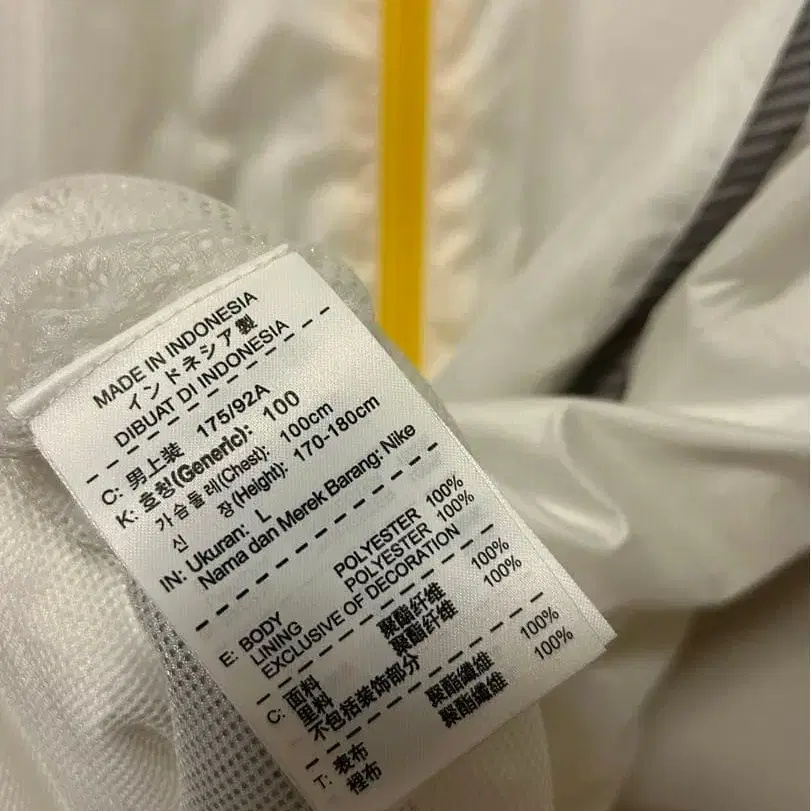 MADE IN INDONESIA
インドネシア製
DIBUAT DI INDONESIA
C: 男上装 175/92A
K: 호칭(Generic): 100
가슴둘레(Chest): 100cm
신 장(Height): 170-180cm
IN: Ukuran: L
Nama dan Merek Barang: Nike
E: BODY POLYESTER 100%
LINING POLYESTER 100%
EXCLUSIVE OF DECORATION
C: 面料 聚酯纤维 100%
里料 聚酯纤维 100%
不包括装饰部分
T: 表布 聚酯纖維 100%
裡布 聚酯纖維 100%